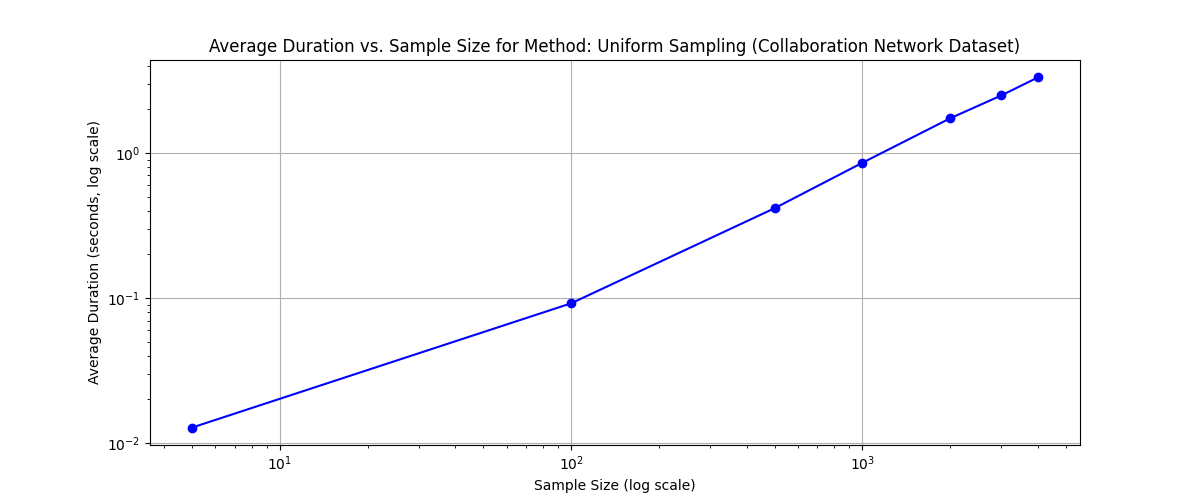 Average Duration vs. Sample Size for Method: Uniform Sampling (Collaboration Network Dataset)
Average Duration (seconds, log scale)
10⁰
10⁻¹
10⁻²
10¹ 10² 10³
Sample Size (log scale)